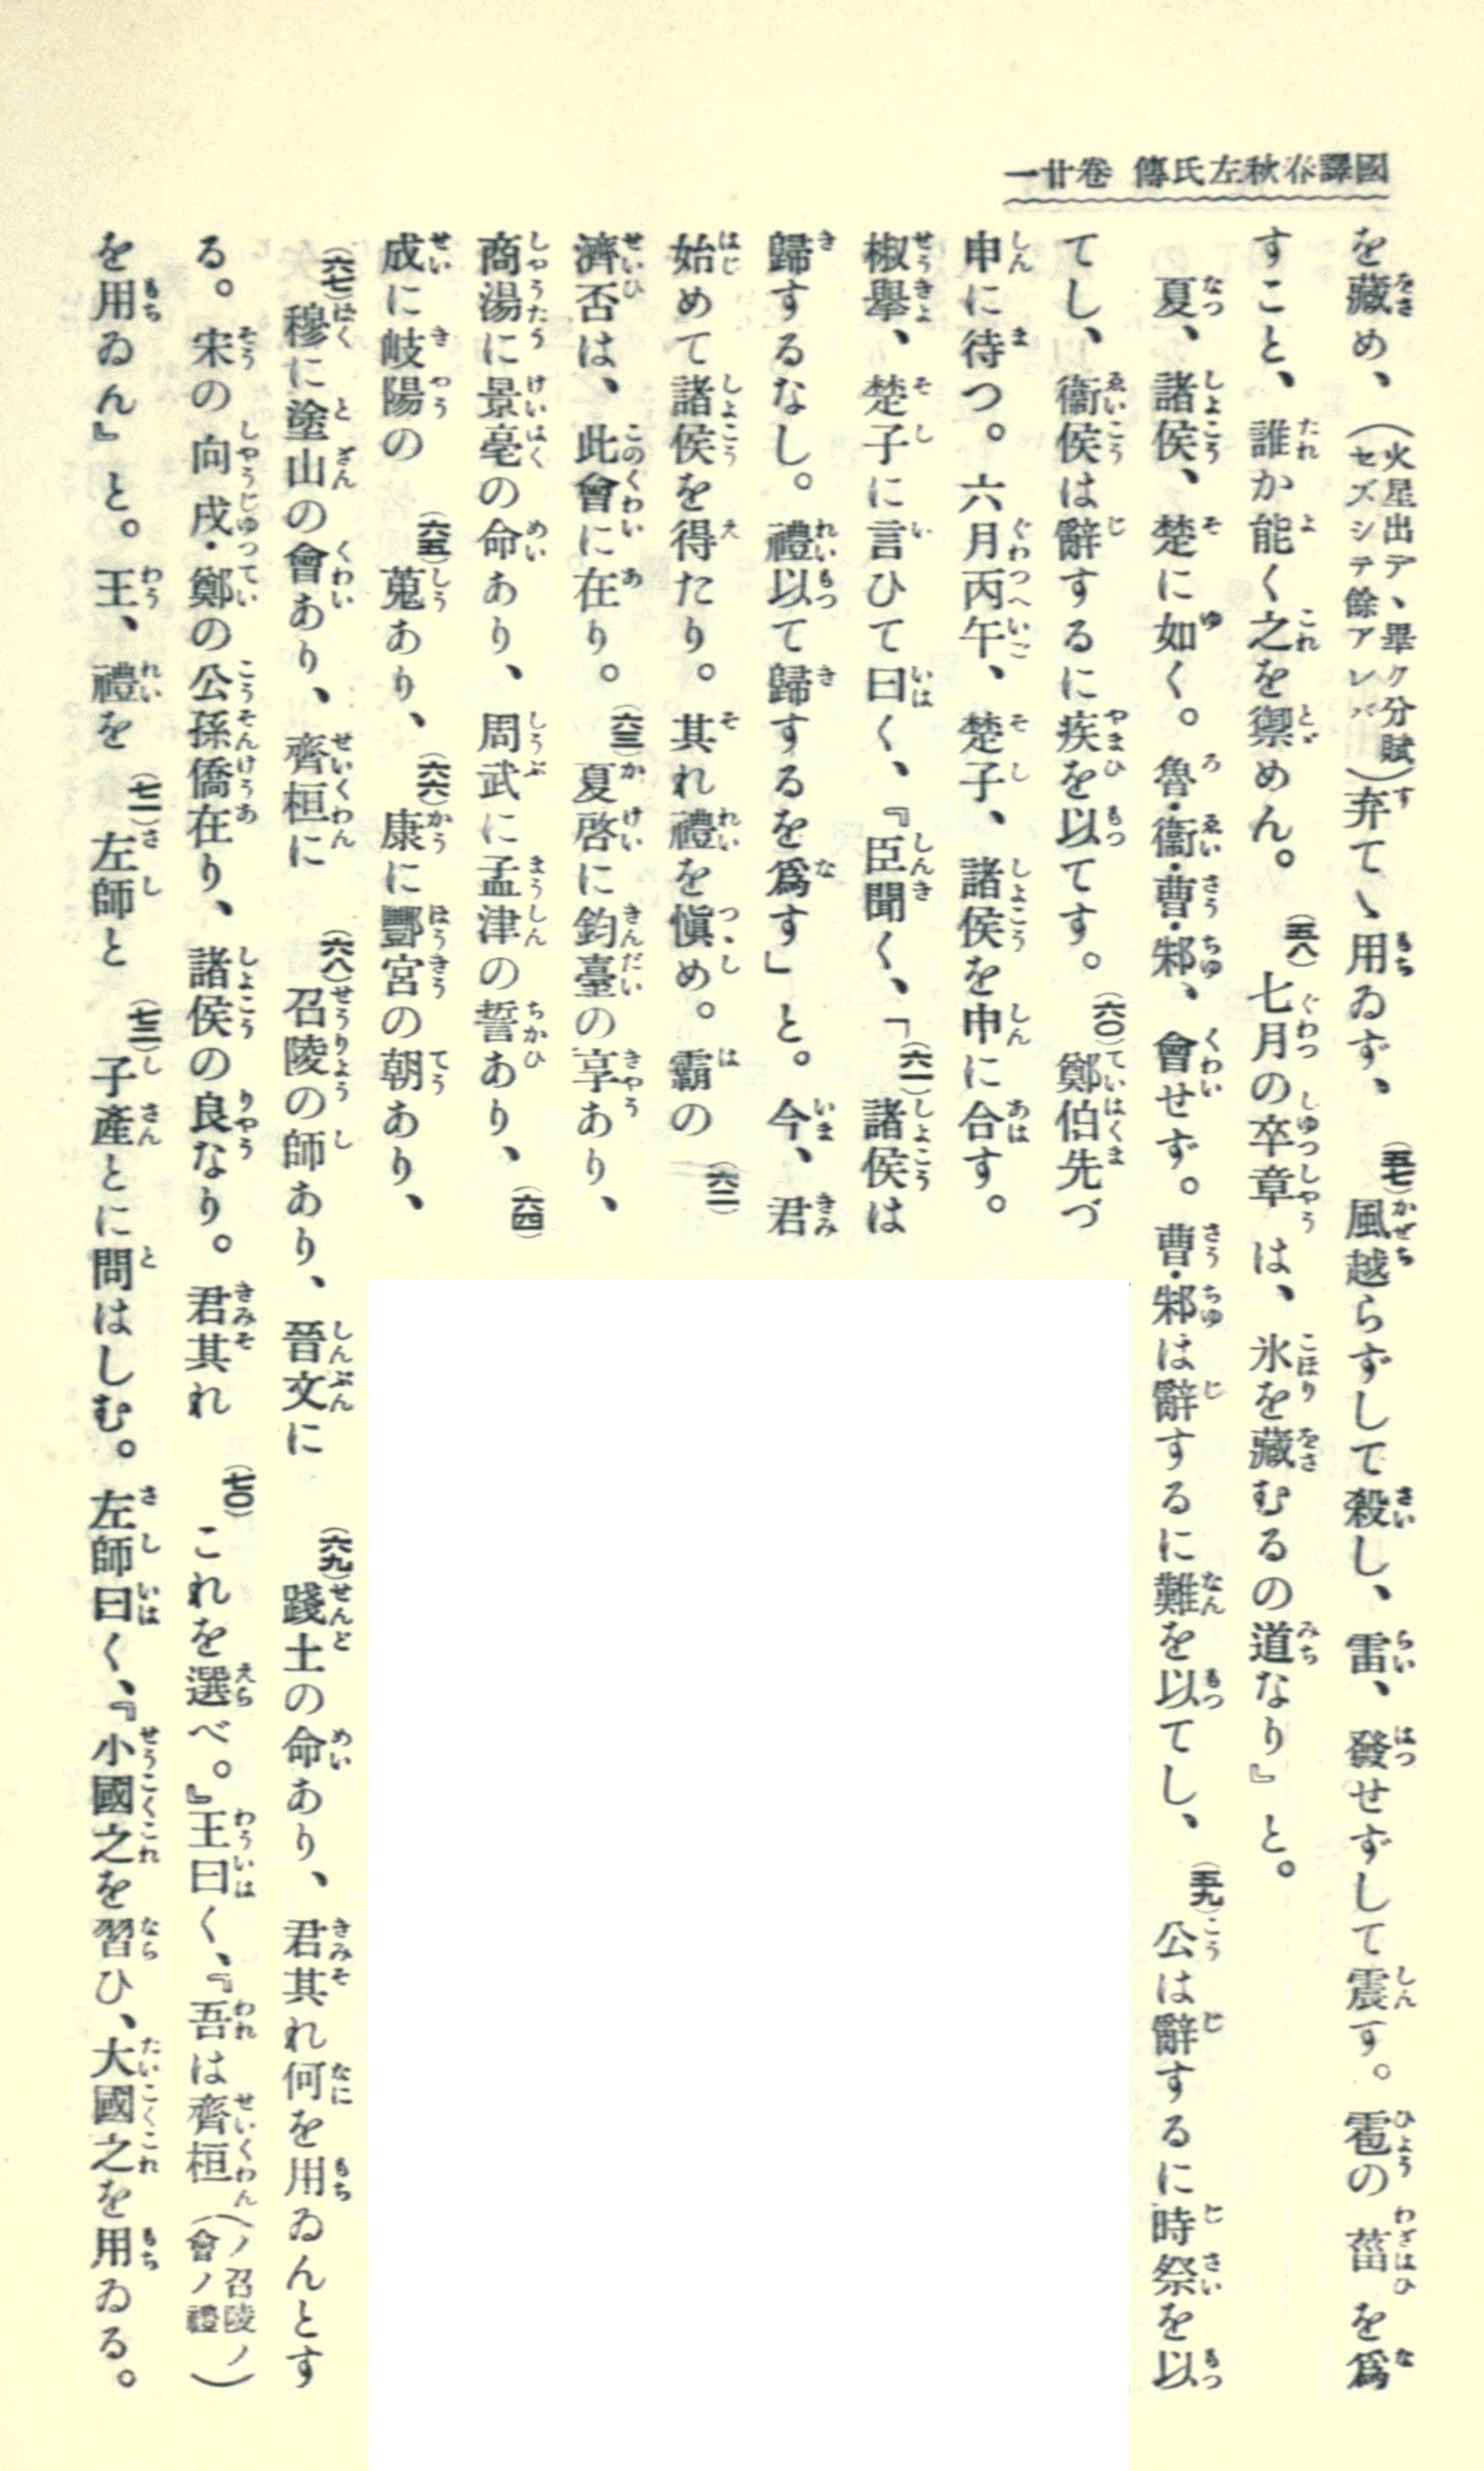 國譯春秋左氏傳 卷廿一
を藏め、(火星出デ、畢ク分賦セズシテ餘アレバ)弃てゝ用ゐず、(五七)風越らずして殺し、雷、發せずして震す。雹の菑を爲
すこと、誰か能く之を禦めん。(五八)七月の卒章は、氷を藏むるの道なり』と。
夏、諸侯、楚に如く。魯・衞・曹・邾、會せず。曹・邾は辭するに難を以てし、(五九)公は辭するに時祭を以
てし、衞侯は辭するに疾を以てす。(六〇)鄭伯先づ
申に待つ。六月丙午、楚子、諸侯を申に合す。
椒擧、楚子に言ひて曰く、『臣聞く、「(六一)諸侯は
歸するなし。禮以て歸するを爲す」と。今、君
始めて諸侯を得たり。其れ禮を愼め。霸の(六二)
濟否は、此會に在り。(六三)夏啓に鈞臺の享あり、
商湯に景亳の命あり、周武に孟津の誓あり、(六四)
成に岐陽の(六五)蒐あり、(六六)康に酆宮の朝あり、
(六七)穆に塗山の會あり、齊桓に(六八)召陵の師あり、晉文に(六九)踐土の命あり、君其れ何を用ゐんとす
る。宋の向戌・鄭の公孫僑在り、諸侯の良なり。君其れ(七〇)これを選べ。』王曰く、『吾は齊桓(ノ召陵ノ會ノ禮)
を用ゐん』と。王、禮を(七一)左師と(七二)子產とに問はしむ。左師曰く、『小國之を習ひ、大國之を用ゐる。